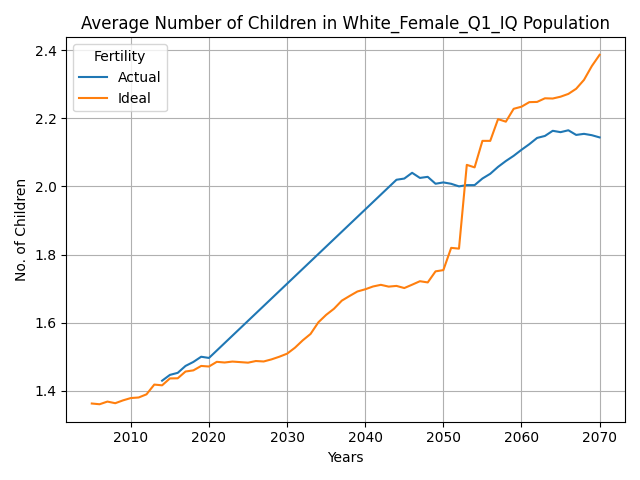 Average Number of Children in White_Female_Q1_IQ Population
Fertility
Actual
Ideal
No. of Children
2.4
2.2
2.0
1.8
1.6
1.4
2010 2020 2030 2040 2050 2060 2070
Years